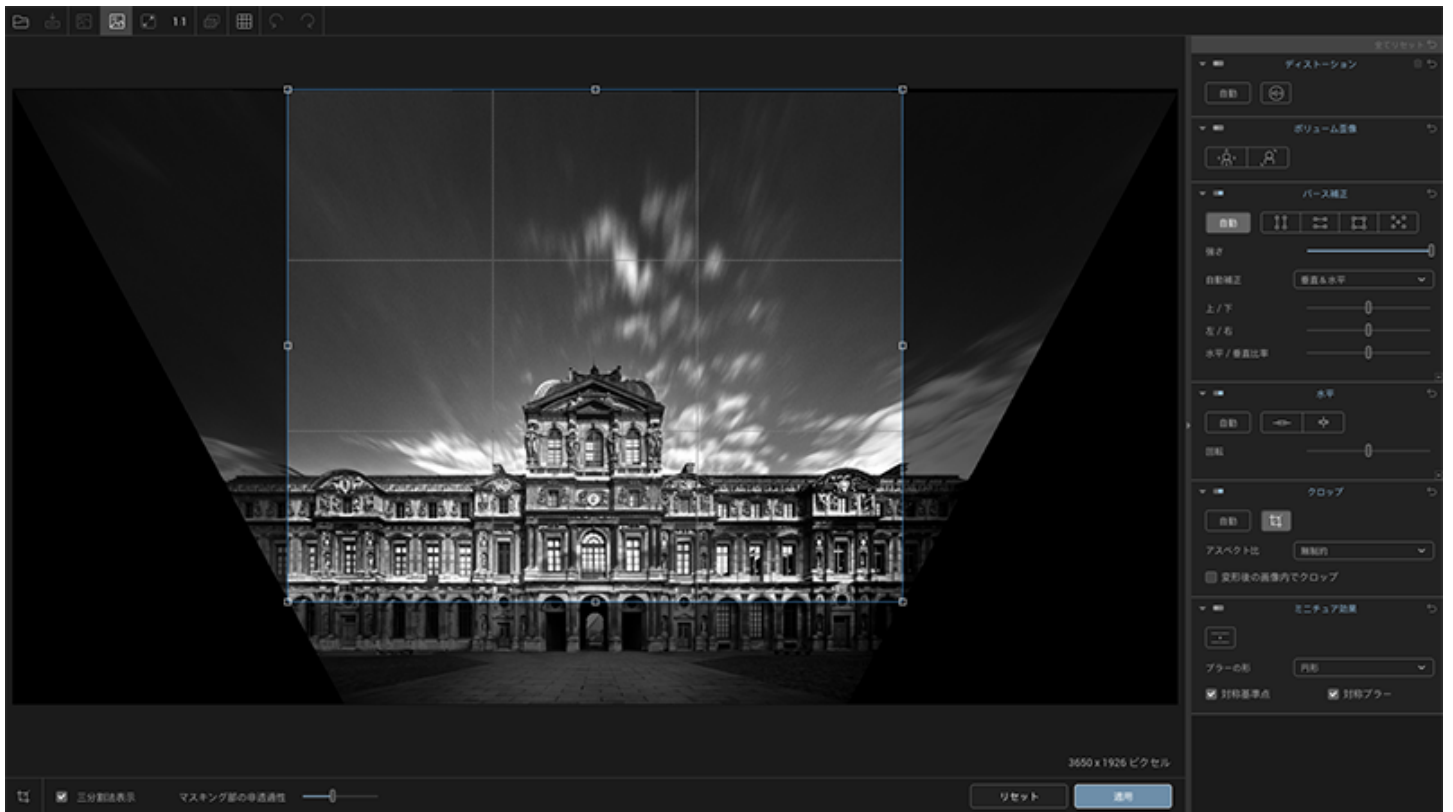 1:1
全てリセット
ディストーション
自動
ボリューム歪像
パース補正
自動
強さ
自動補正 垂直&水平
上 / 下
左 / 右
水平 / 垂直比率
水平
自動
回転
クロップ
自動
アスペクト比 無制約
変形後の画像内でクロップ
ミニチュア効果
ブラーの形 円形
対称基準点 対称ブラー
3650 x 1926 ピクセル
三分割法表示 マスキング部の非透過性 リセット 適用